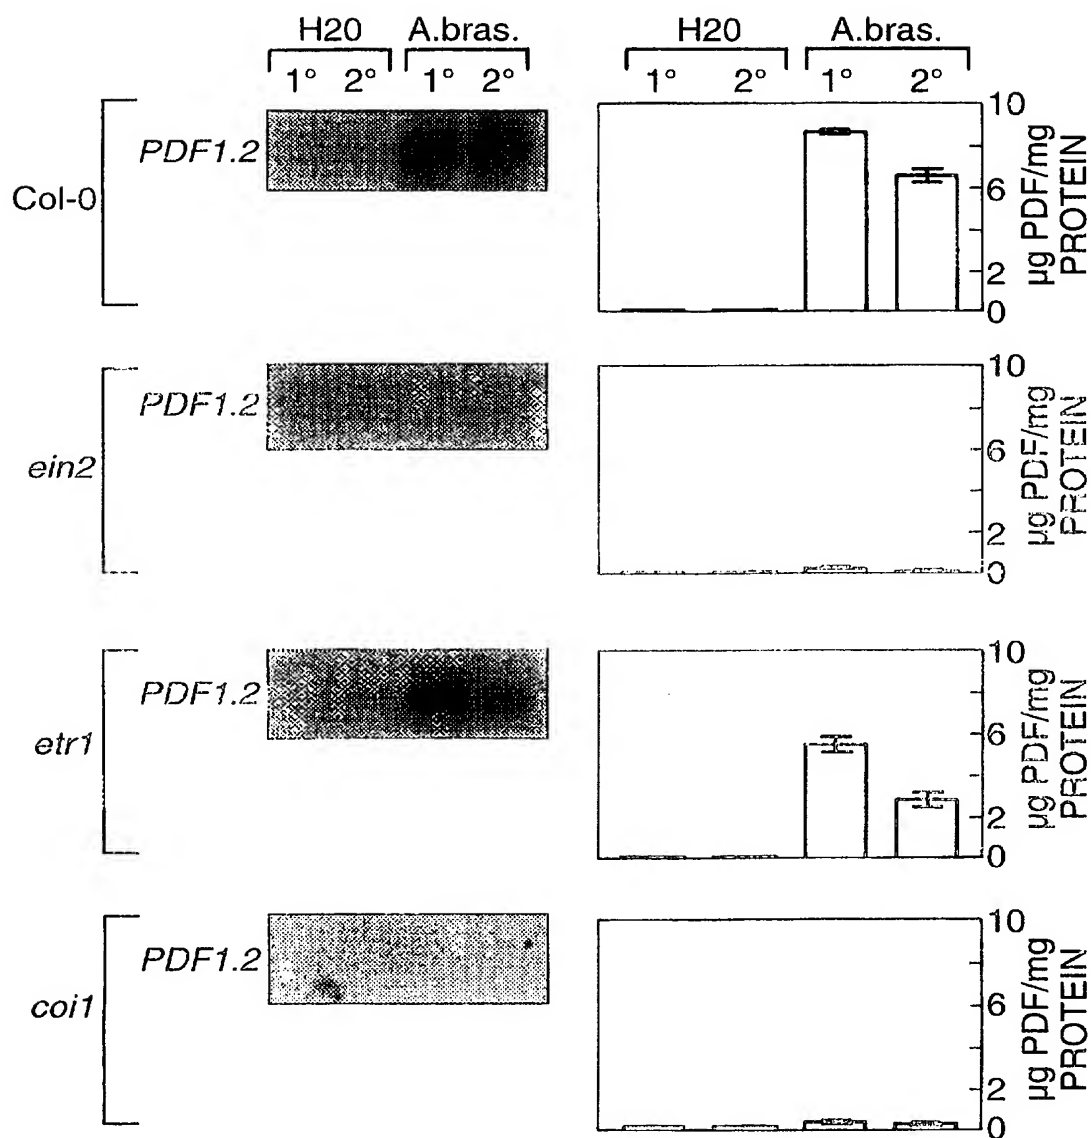 H20 A.bras. H20 A.bras.
1° 2° 1° 2° 1° 2° 1° 2°
Col-0
PDF1.2
10
6
2
0
µg PDF/mg
PROTEIN
ein2
PDF1.2
10
6
2
0
µg PDF/mg
PROTEIN
etr1
PDF1.2
10
6
2
0
µg PDF/mg
PROTEIN
coi1
PDF1.2
10
6
2
0
µg PDF/mg
PROTEIN